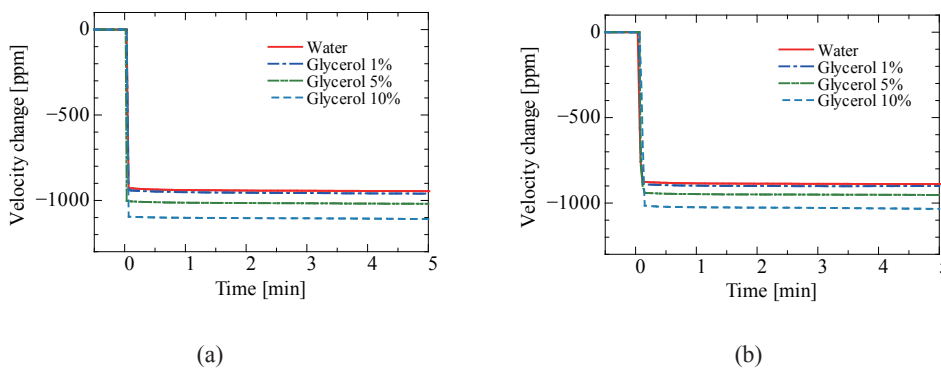 0
−500
−1000
Velocity change [ppm]
Water
Glycerol 1%
Glycerol 5%
Glycerol 10%
0 1 2 3 4 5
Time [min]
(a)
0
−500
−1000
Velocity change [ppm]
Water
Glycerol 1%
Glycerol 5%
Glycerol 10%
0 1 2 3 4 5
Time [min]
(b)